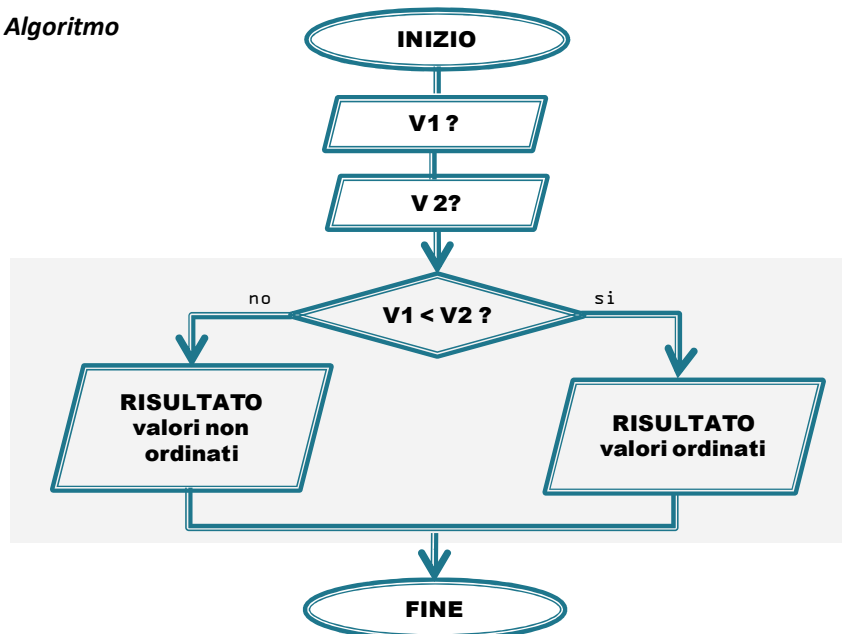 Algoritmo
INIZIO
V1 ?
V 2?
no
si
V1 < V2 ?
RISULTATO
valori non
ordinati
RISULTATO
valori ordinati
FINE